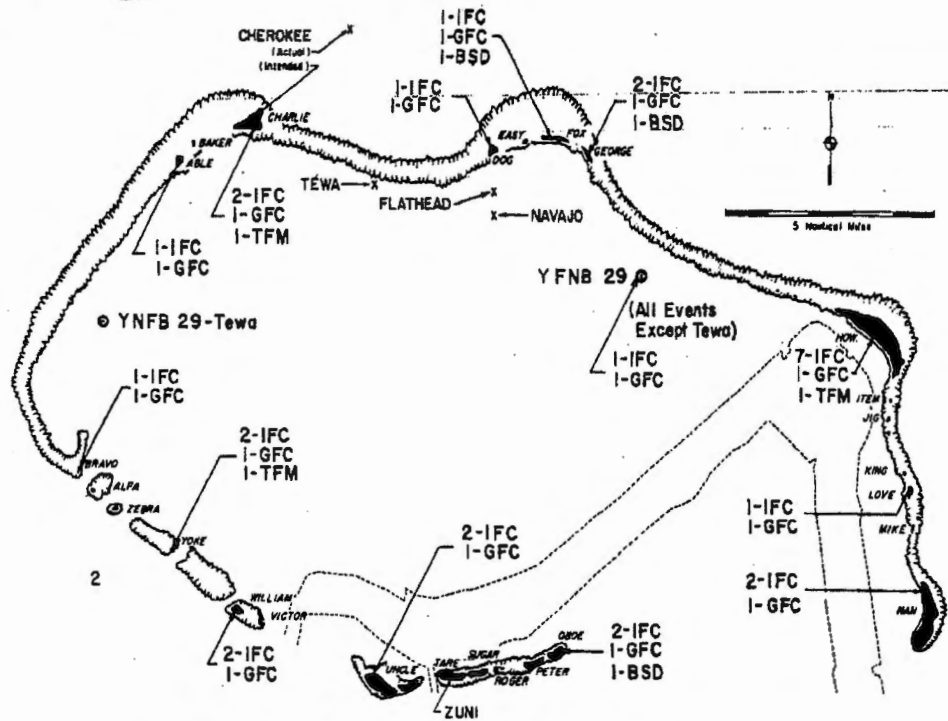 CHEROKEE
(Actual)
(Intended)
1-IFC
1-GFC
1-BSD
1-IFC
1-GFC
2-IFC
1-GFC
1-BSD
CHARLIE
BAKER
ABLE
EASY
FOX
DOG
GEORGE
TEWA
FLATHEAD
NAVAJO
5 Nautical Miles
2-IFC
1-GFC
1-TFM
1-IFC
1-GFC
YNFB 29-Tewa
YFNB 29
(All Events
Except Tewa)
1-IFC
1-GFC
HOW
7-IFC
1-GFC
1-TFM
ITEM
JIG
1-IFC
1-GFC
BRAVO
ALFA
ZEBRA
YOKE
2-IFC
1-GFC
1-TFM
KING
LOVE
1-IFC
1-GFC
MIKE
2
2-IFC
1-GFC
2-IFC
1-GFC
MAN
WILLIAM
VICTOR
2-IFC
1-GFC
UNCLE
TARE
SUGAR
ROGER
PETER
OBOE
2-IFC
1-GFC
1-BSD
ZUNI